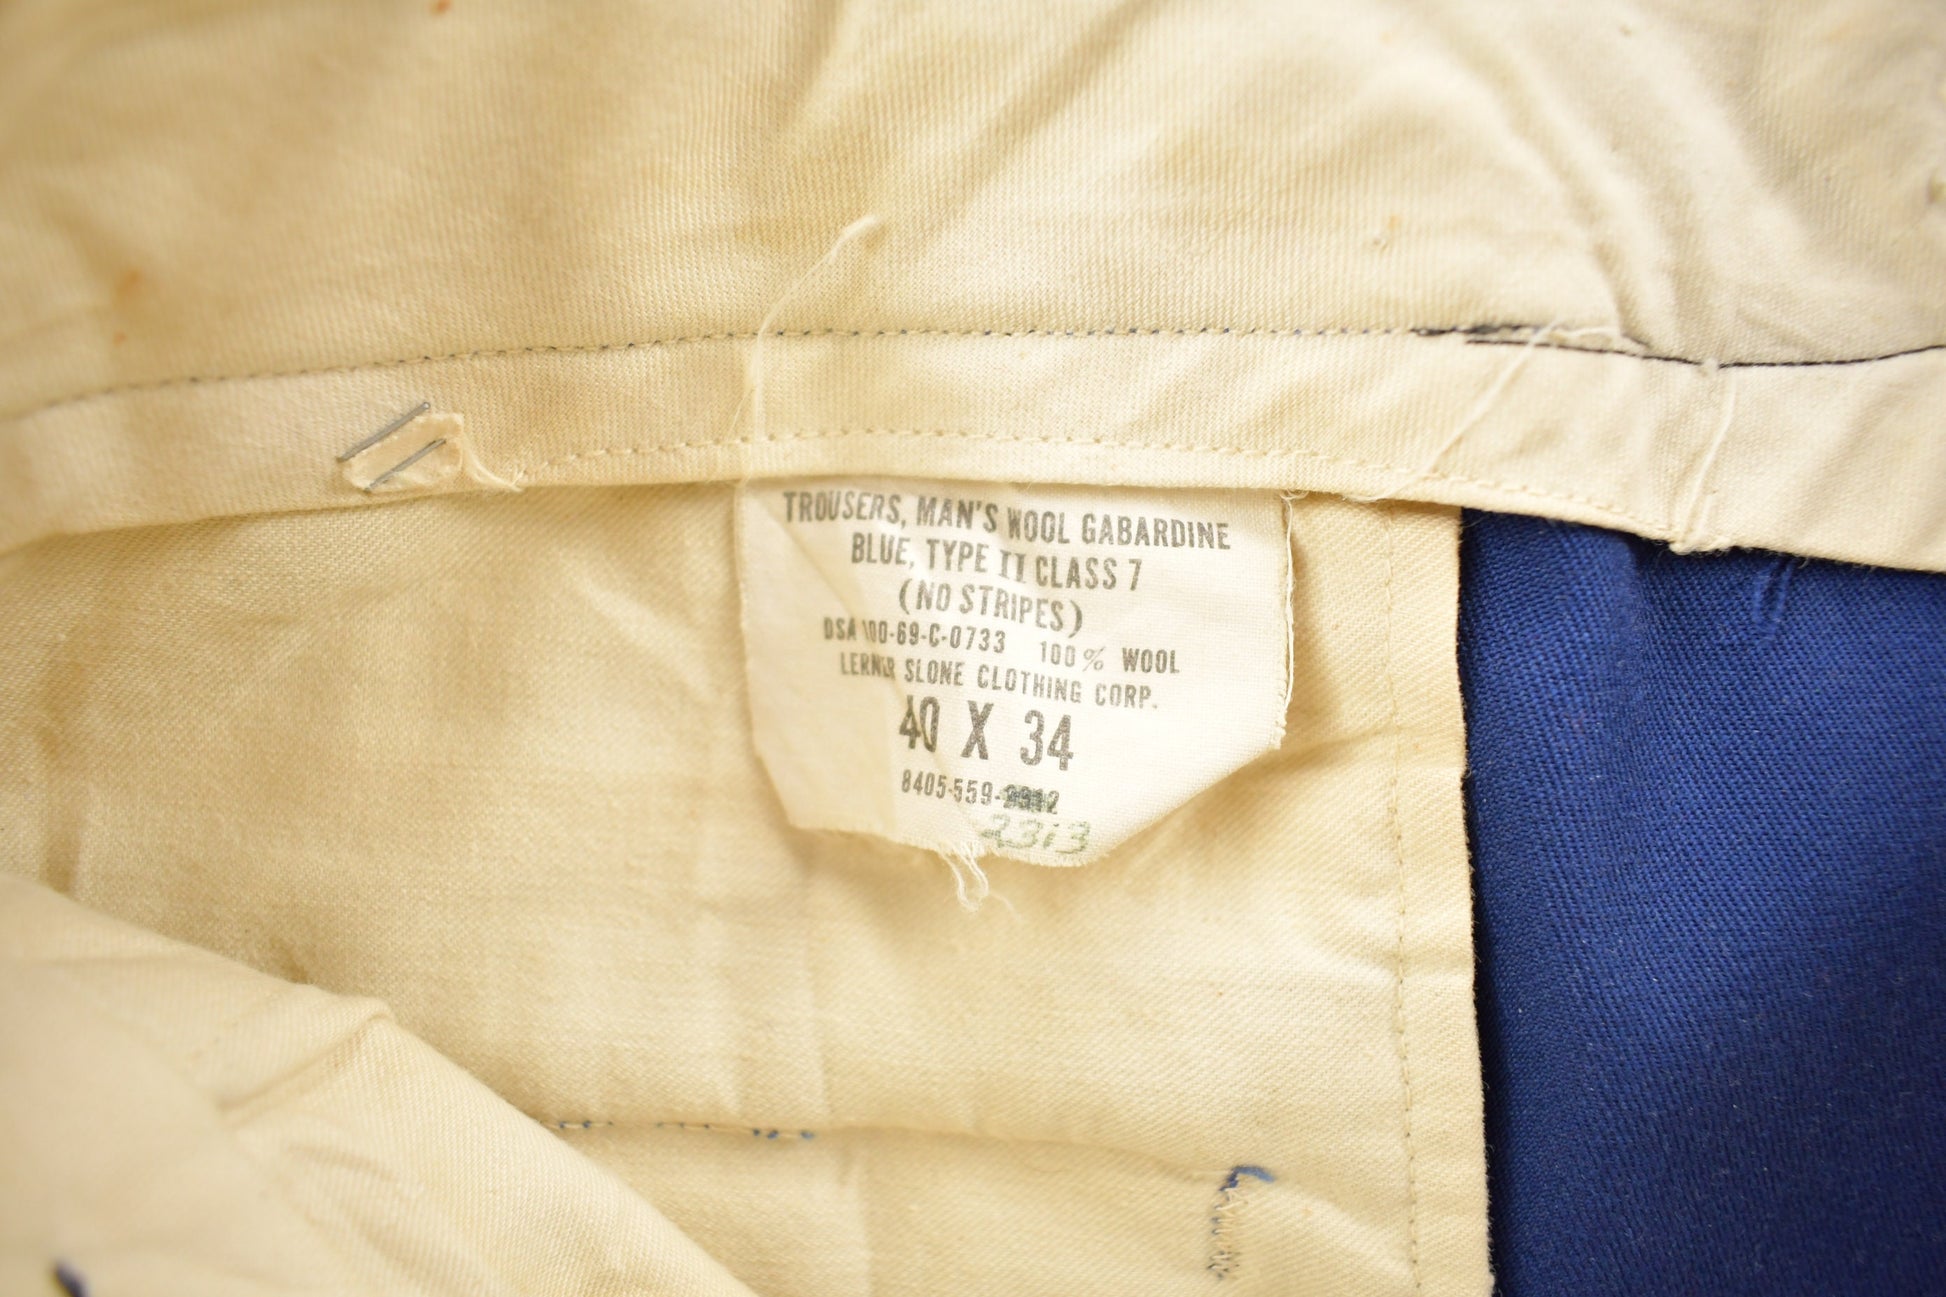 TROUSERS, MAN'S WOOL GABARDINE
BLUE, TYPE II CLASS 7
(NO STRIPES)
DSA 100-69-C-0733 100% WOOL
LERNER SLONE CLOTHING CORP.
40 X 34
8405-559-
2313